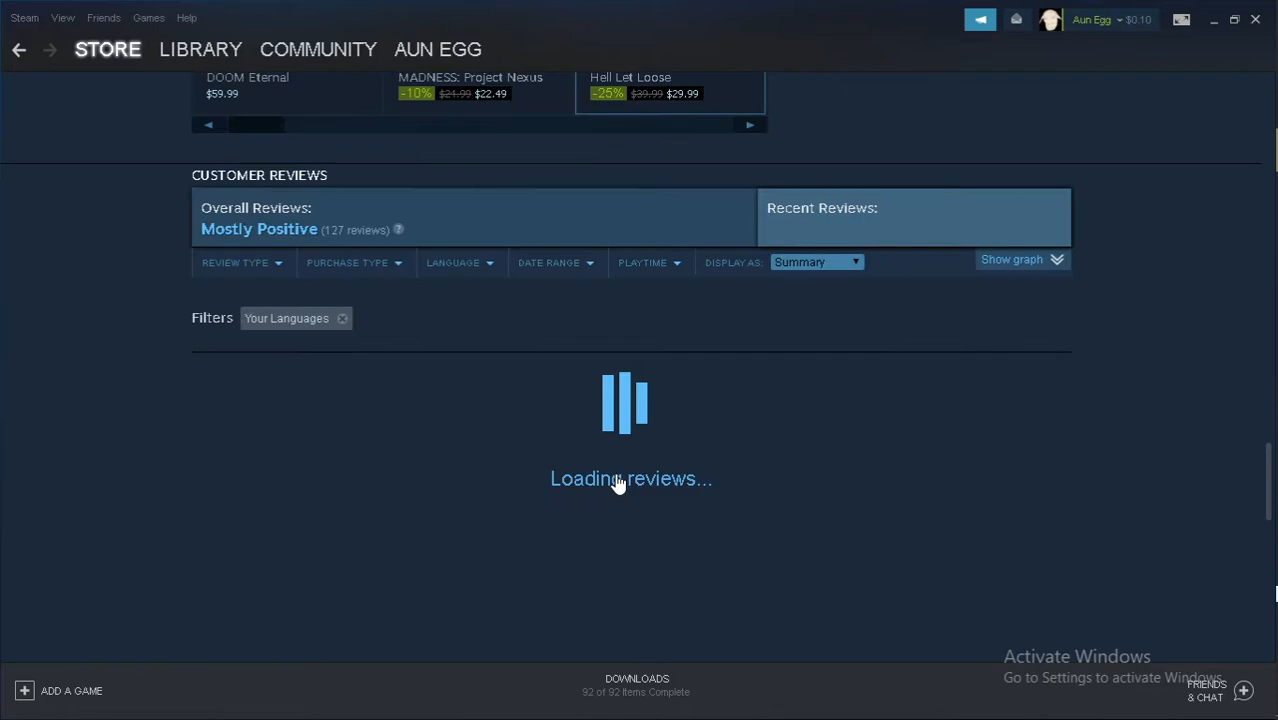 Steam View Friends Games Help
Aun Egg $0.10
STORE LIBRARY COMMUNITY AUN EGG
DOOM Eternal MADNESS: Project Nexus Hell Let Loose
$59.99 -10% $24.99 $22.49 -25% $39.99 $29.99
CUSTOMER REVIEWS
Overall Reviews: Recent Reviews:
Mostly Positive (127 reviews) ?
REVIEW TYPE PURCHASE TYPE LANGUAGE DATE RANGE PLAYTIME DISPLAY AS: Summary Show graph
Filters Your Languages
Loading reviews...
Activate Windows
Go to Settings to activate Windows.
ADD A GAME
DOWNLOADS
92 of 92 Items Complete
FRIENDS
& CHAT